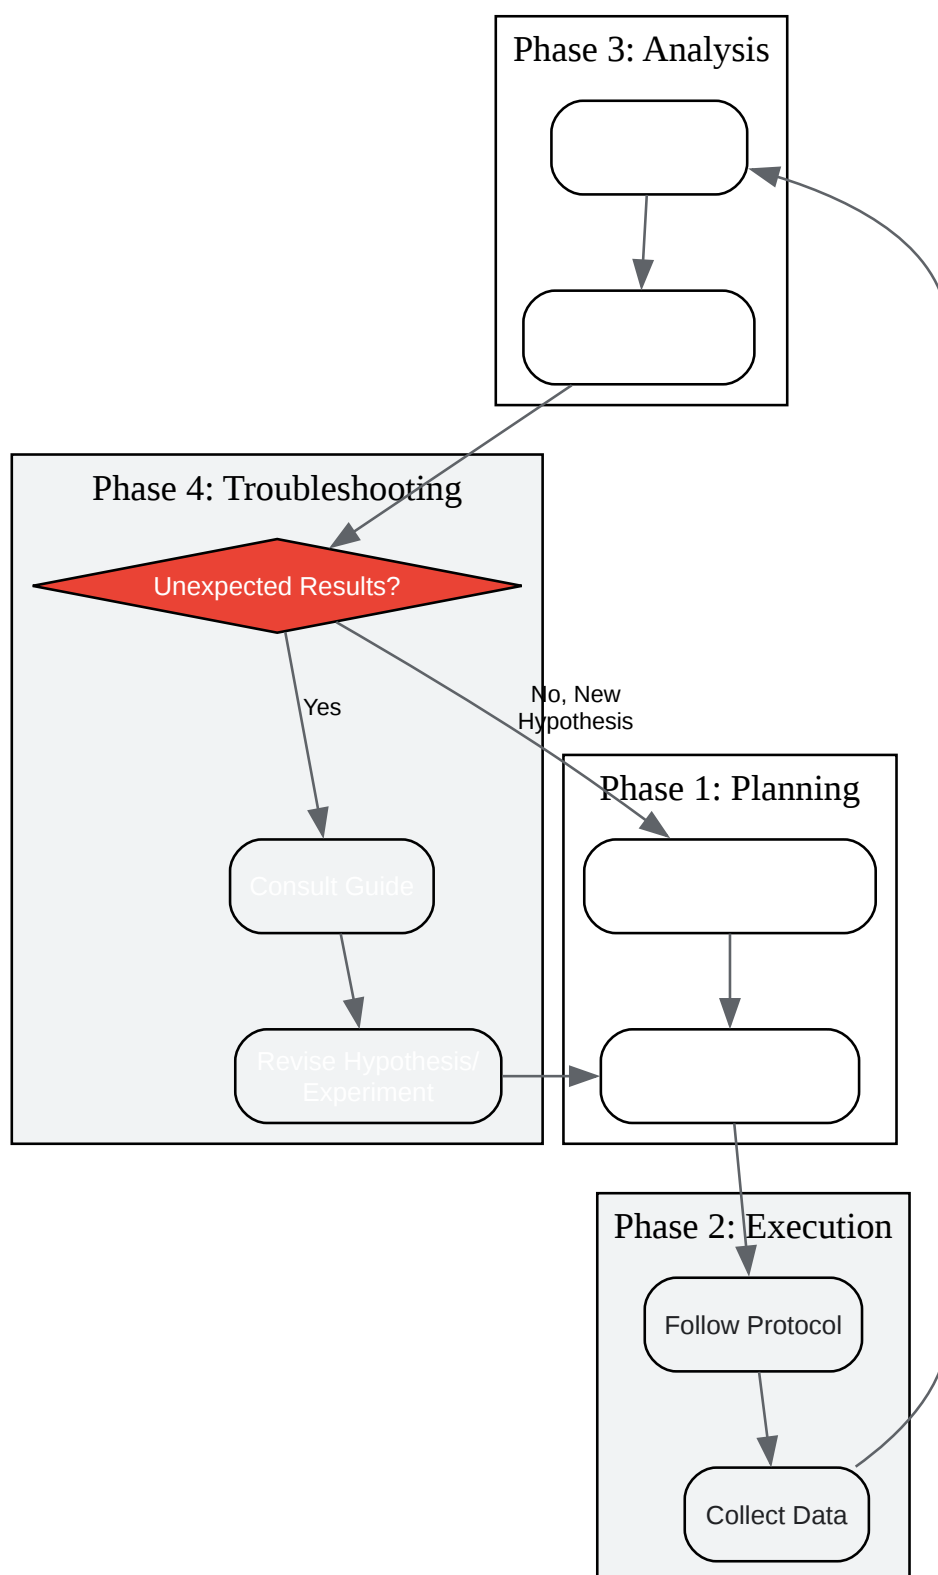 Phase 3: Analysis
Phase 4: Troubleshooting
Unexpected Results?
Yes
No, New
Hypothesis
Phase 1: Planning
Consult Guide
Revise Hypothesis/
Experiment
Phase 2: Execution
Follow Protocol
Collect Data